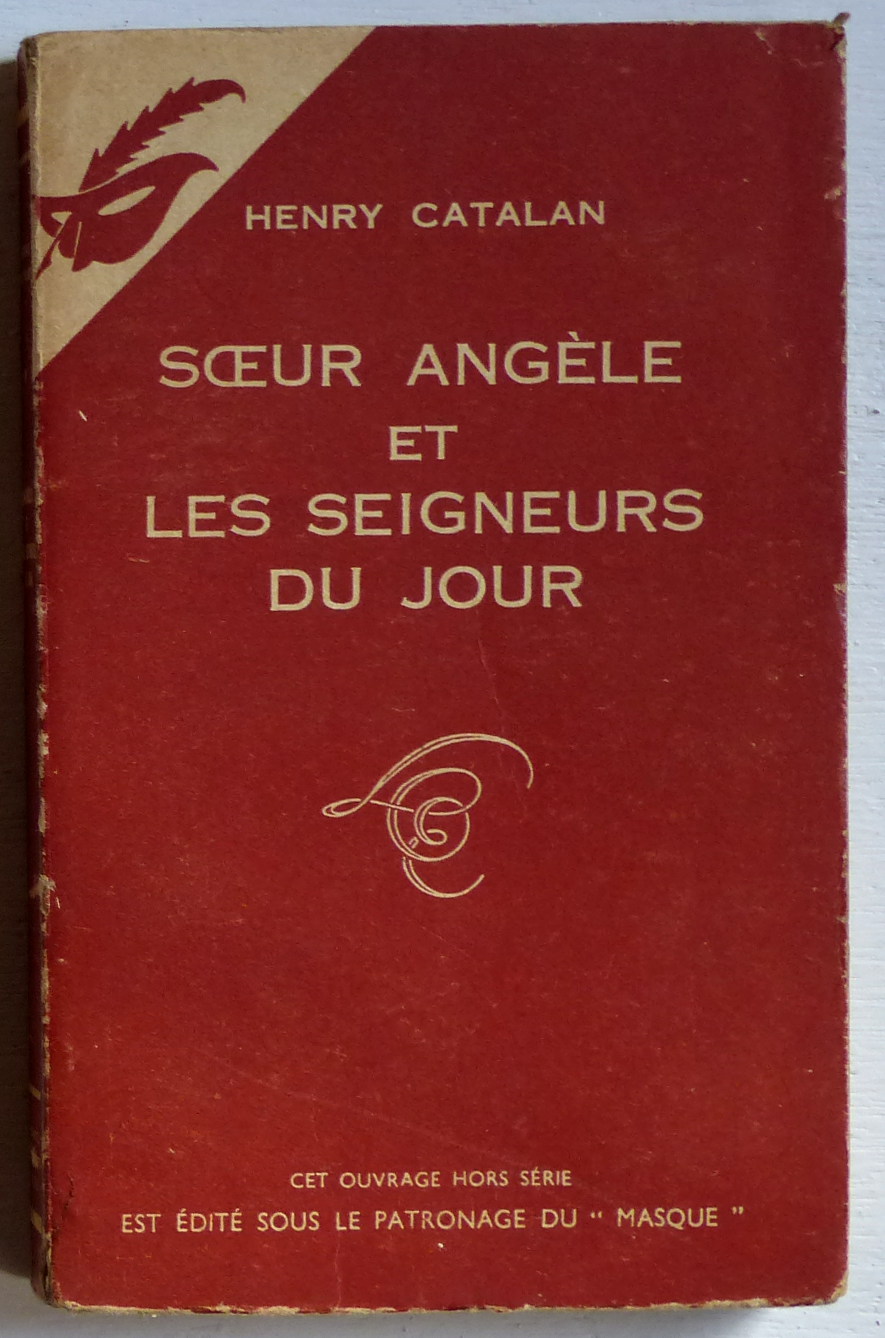 HENRY CATALAN
SŒUR ANGÈLE
ET
LES SEIGNEURS
DU JOUR
CET OUVRAGE HORS SÉRIE
EST ÉDITÉ SOUS LE PATRONAGE DU “ MASQUE ”